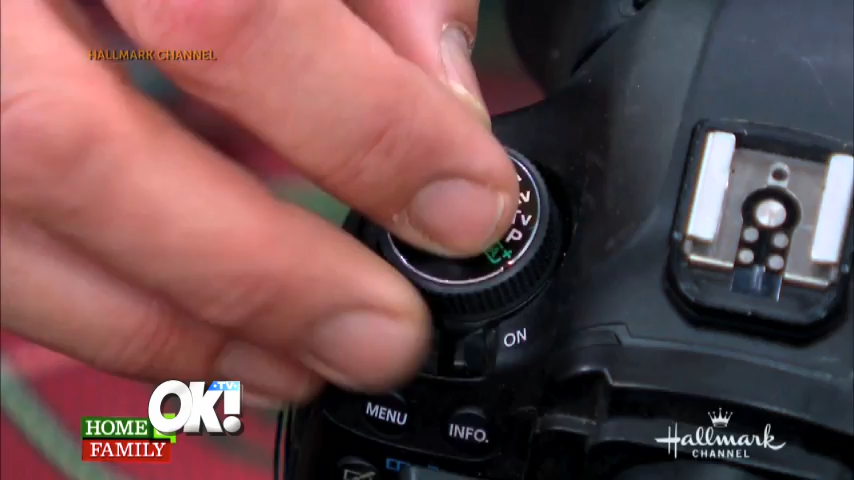 HALLMARK CHANNEL
Av
Tv
P
ON
MENU
INFO.
OK!
TV
HOME &
FAMILY
Hallmark
CHANNEL